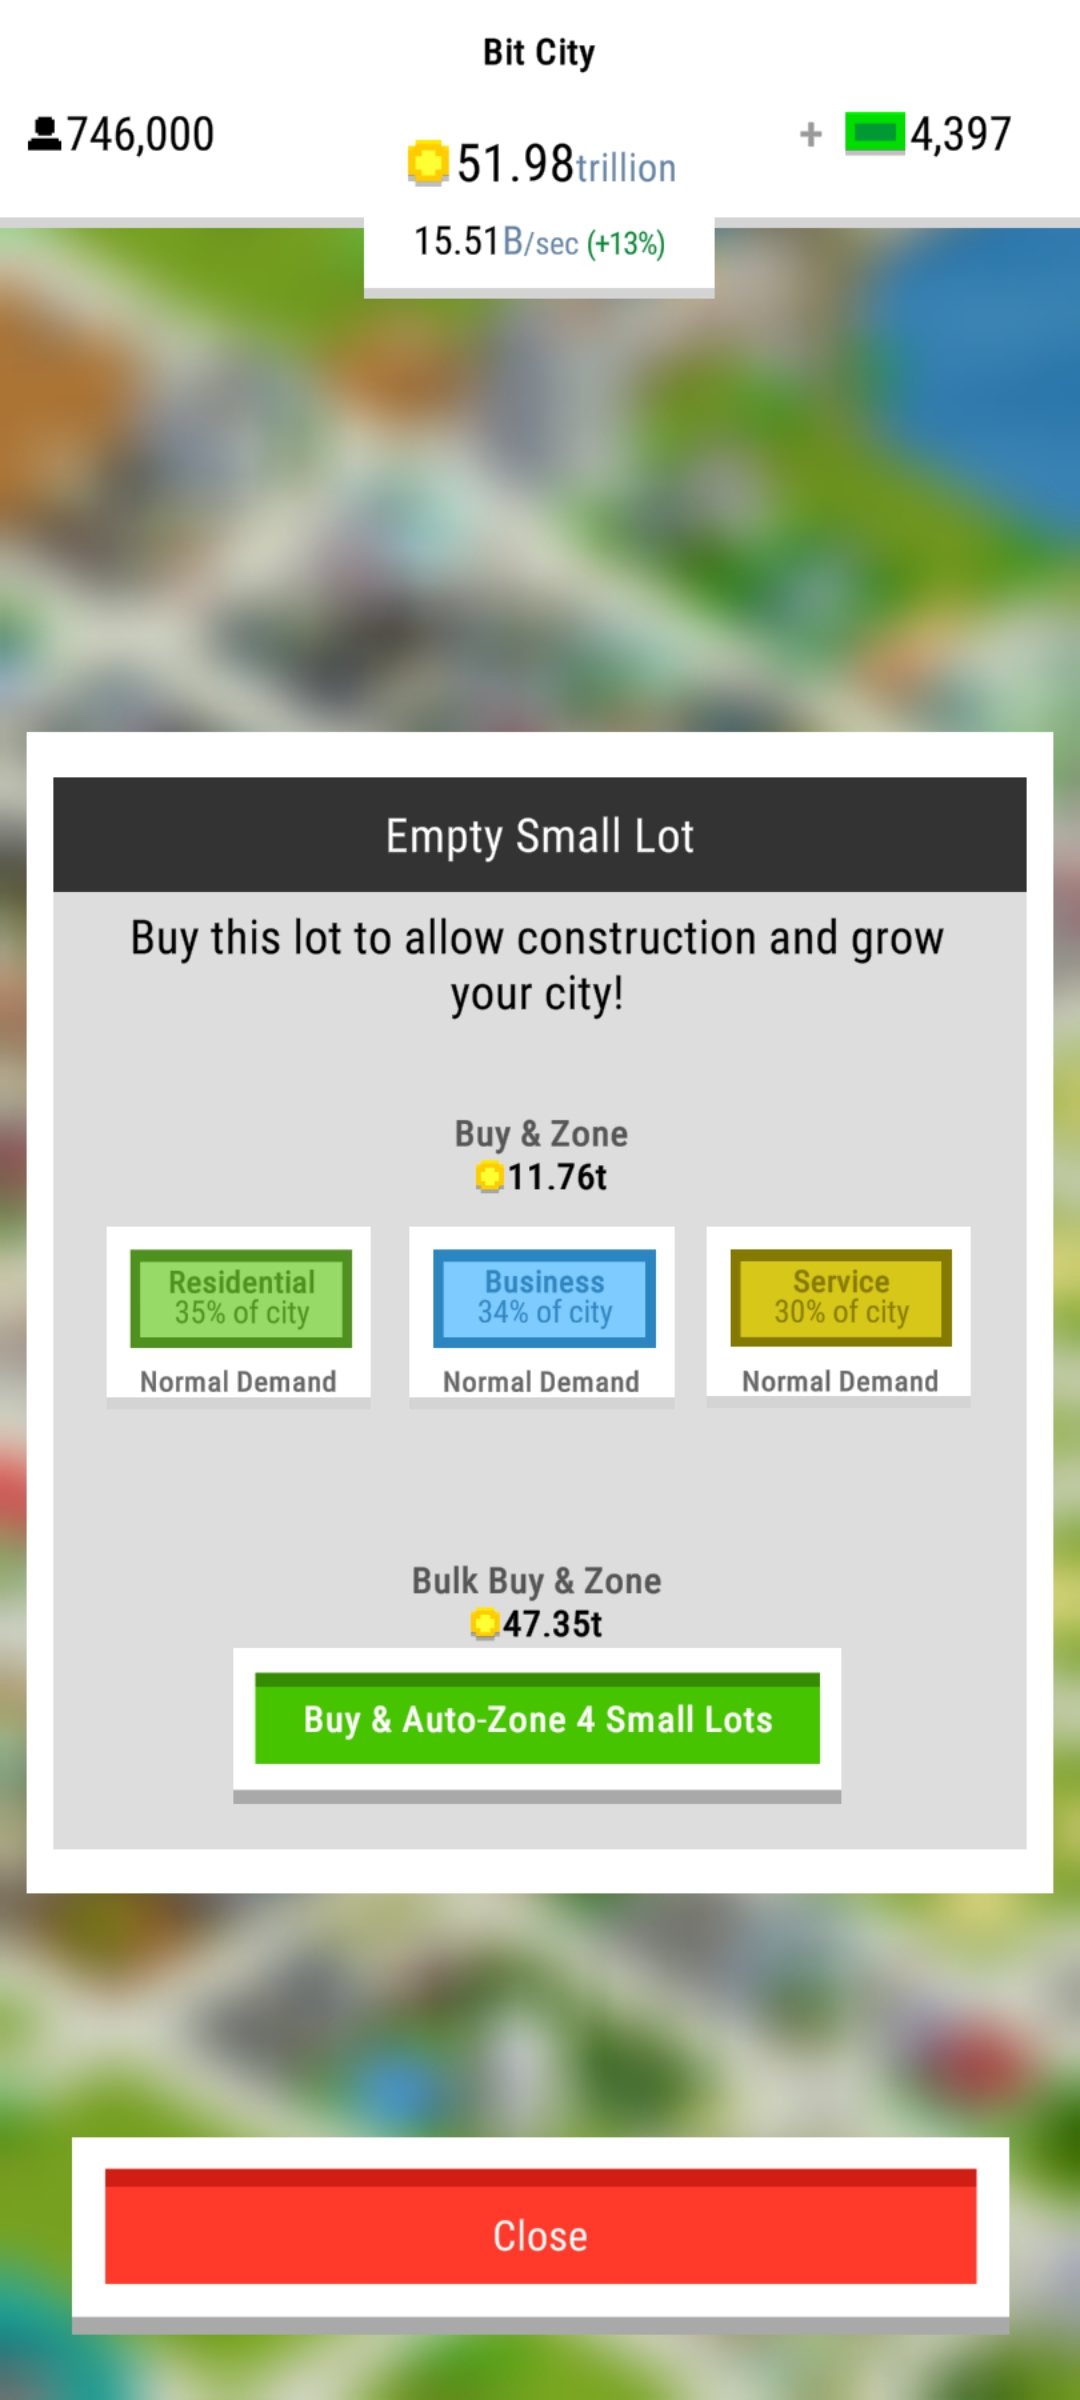 Bit City
746,000
51.98trillion
+ 4,397
15.51B/sec (+13%)
Empty Small Lot
Buy this lot to allow construction and grow
your city!
Buy & Zone
11.76t
Residential
35% of city
Normal Demand
Business
34% of city
Normal Demand
Service
30% of city
Normal Demand
Bulk Buy & Zone
47.35t
Buy & Auto-Zone 4 Small Lots
Close